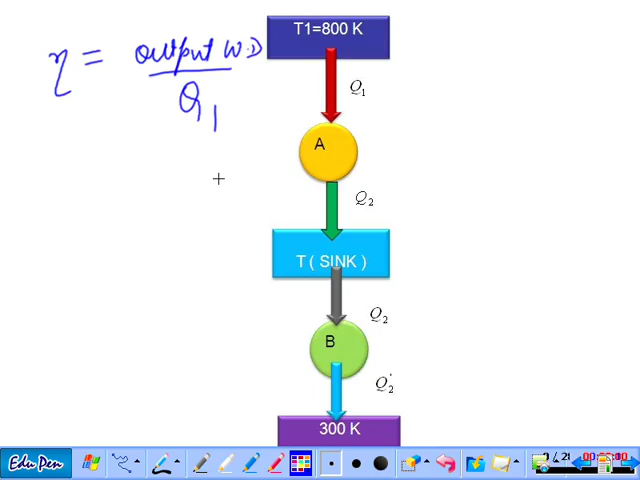 T1=800 K
η = output W.D
Q1
Q1
A
Q2
T ( SINK )
Q2
B
Q2'
300 K
Edu Pen